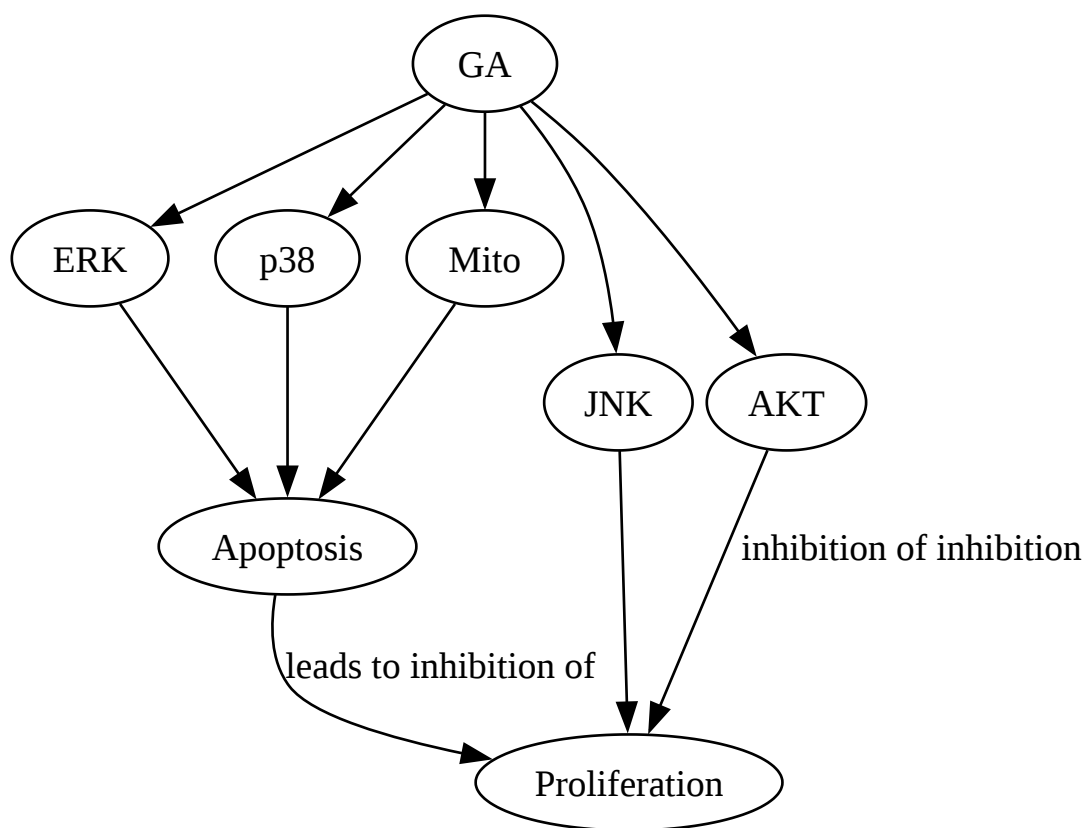 GA
ERK
p38
Mito
JNK
AKT
Apoptosis
inhibition of inhibition
leads to inhibition of
Proliferation